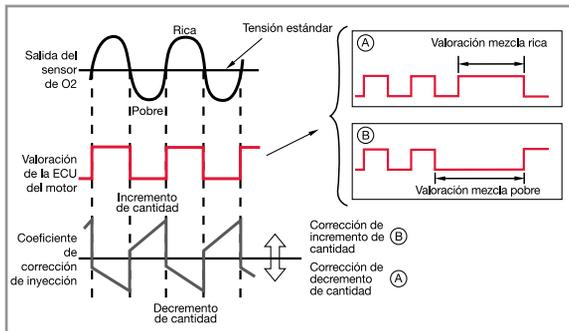 Salida del
sensor
de O2
Rica
Tensión estándar
Pobre
Valoración
de la ECU
del motor
Incremento
de cantidad
Coeficiente
de
corrección
de inyección
Decremento
de cantidad
A
Valoración mezcla rica
B
Valoración mezcla pobre
Corrección de
incremento de B
cantidad
Corrección de
decremento de A
cantidad